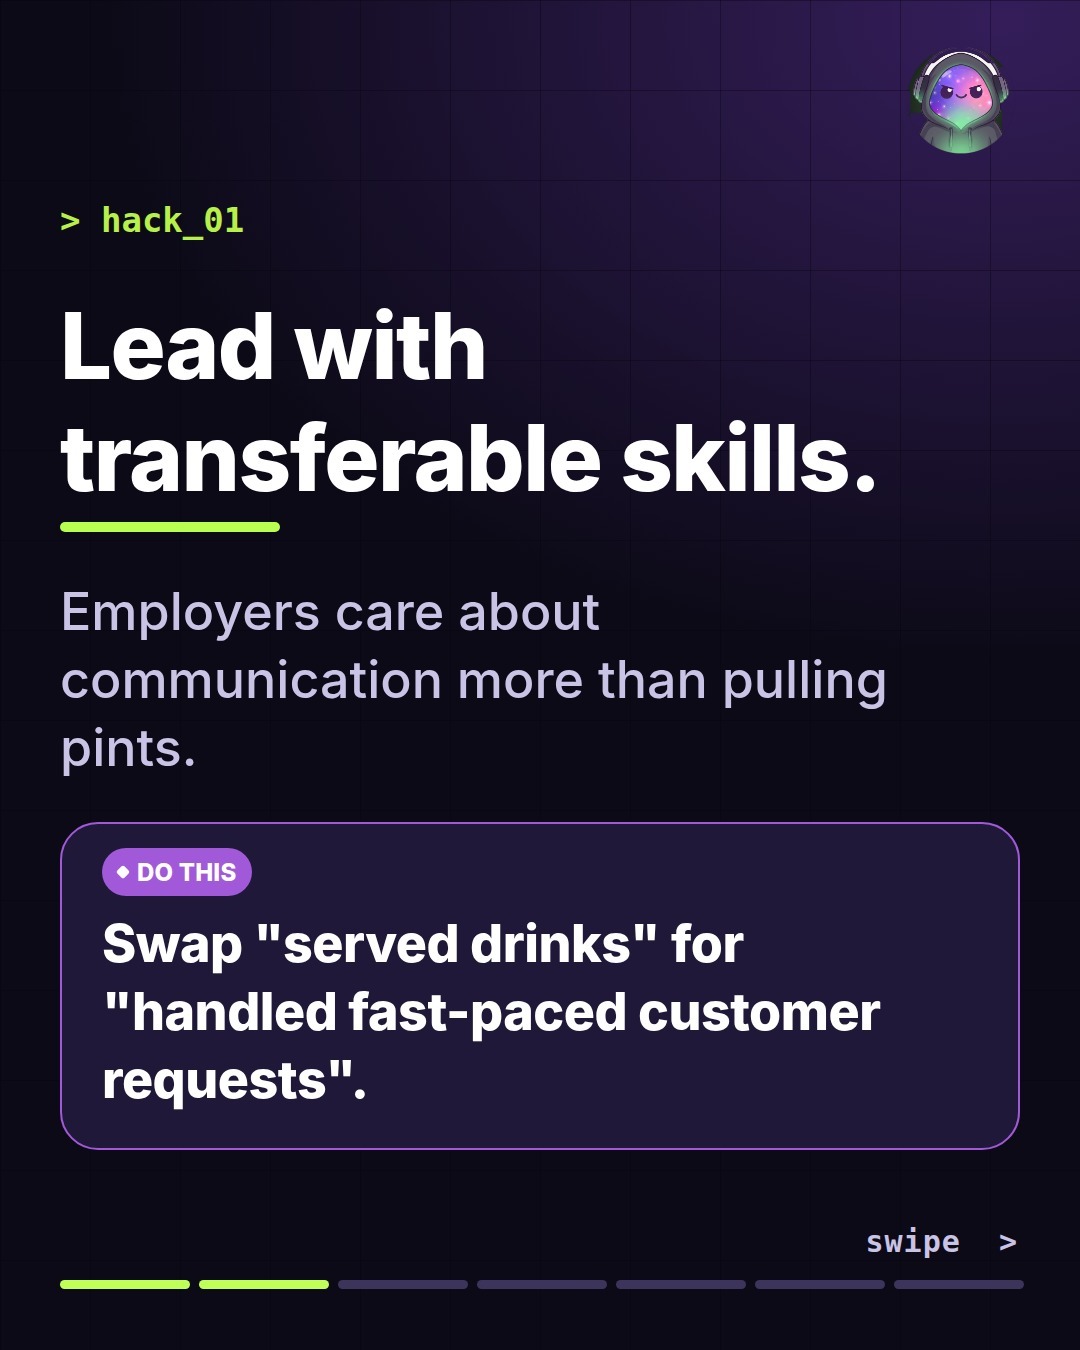 > hack_01
Lead with
transferable skills.
Employers care about
communication more than pulling
pints.
DO THIS
Swap "served drinks" for
"handled fast-paced customer
requests".
swipe >